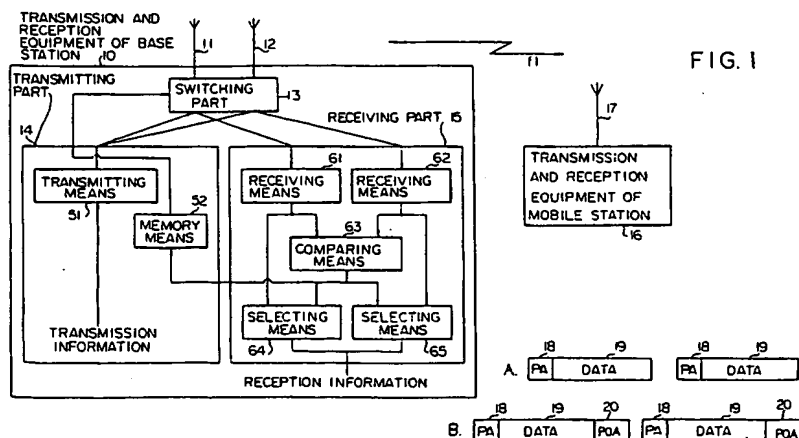 TRANSMISSION AND
RECEPTION
EQUIPMENT OF BASE
STATION
10
11
12
f1
FIG. 1
TRANSMITTING
PART
14
SWITCHING
PART
13
RECEIVING PART 15
17
TRANSMITTING
MEANS
51
52
MEMORY
MEANS
61
RECEIVING
MEANS
62
RECEIVING
MEANS
63
COMPARING
MEANS
SELECTING
MEANS
64
SELECTING
MEANS
65
TRANSMISSION
INFORMATION
RECEPTION INFORMATION
TRANSMISSION
AND RECEPTION
EQUIPMENT OF
MOBILE STATION
16
18 19 18 19
A. PA DATA PA DATA
18 19 20 18 19 20
B. PA DATA POA PA DATA POA